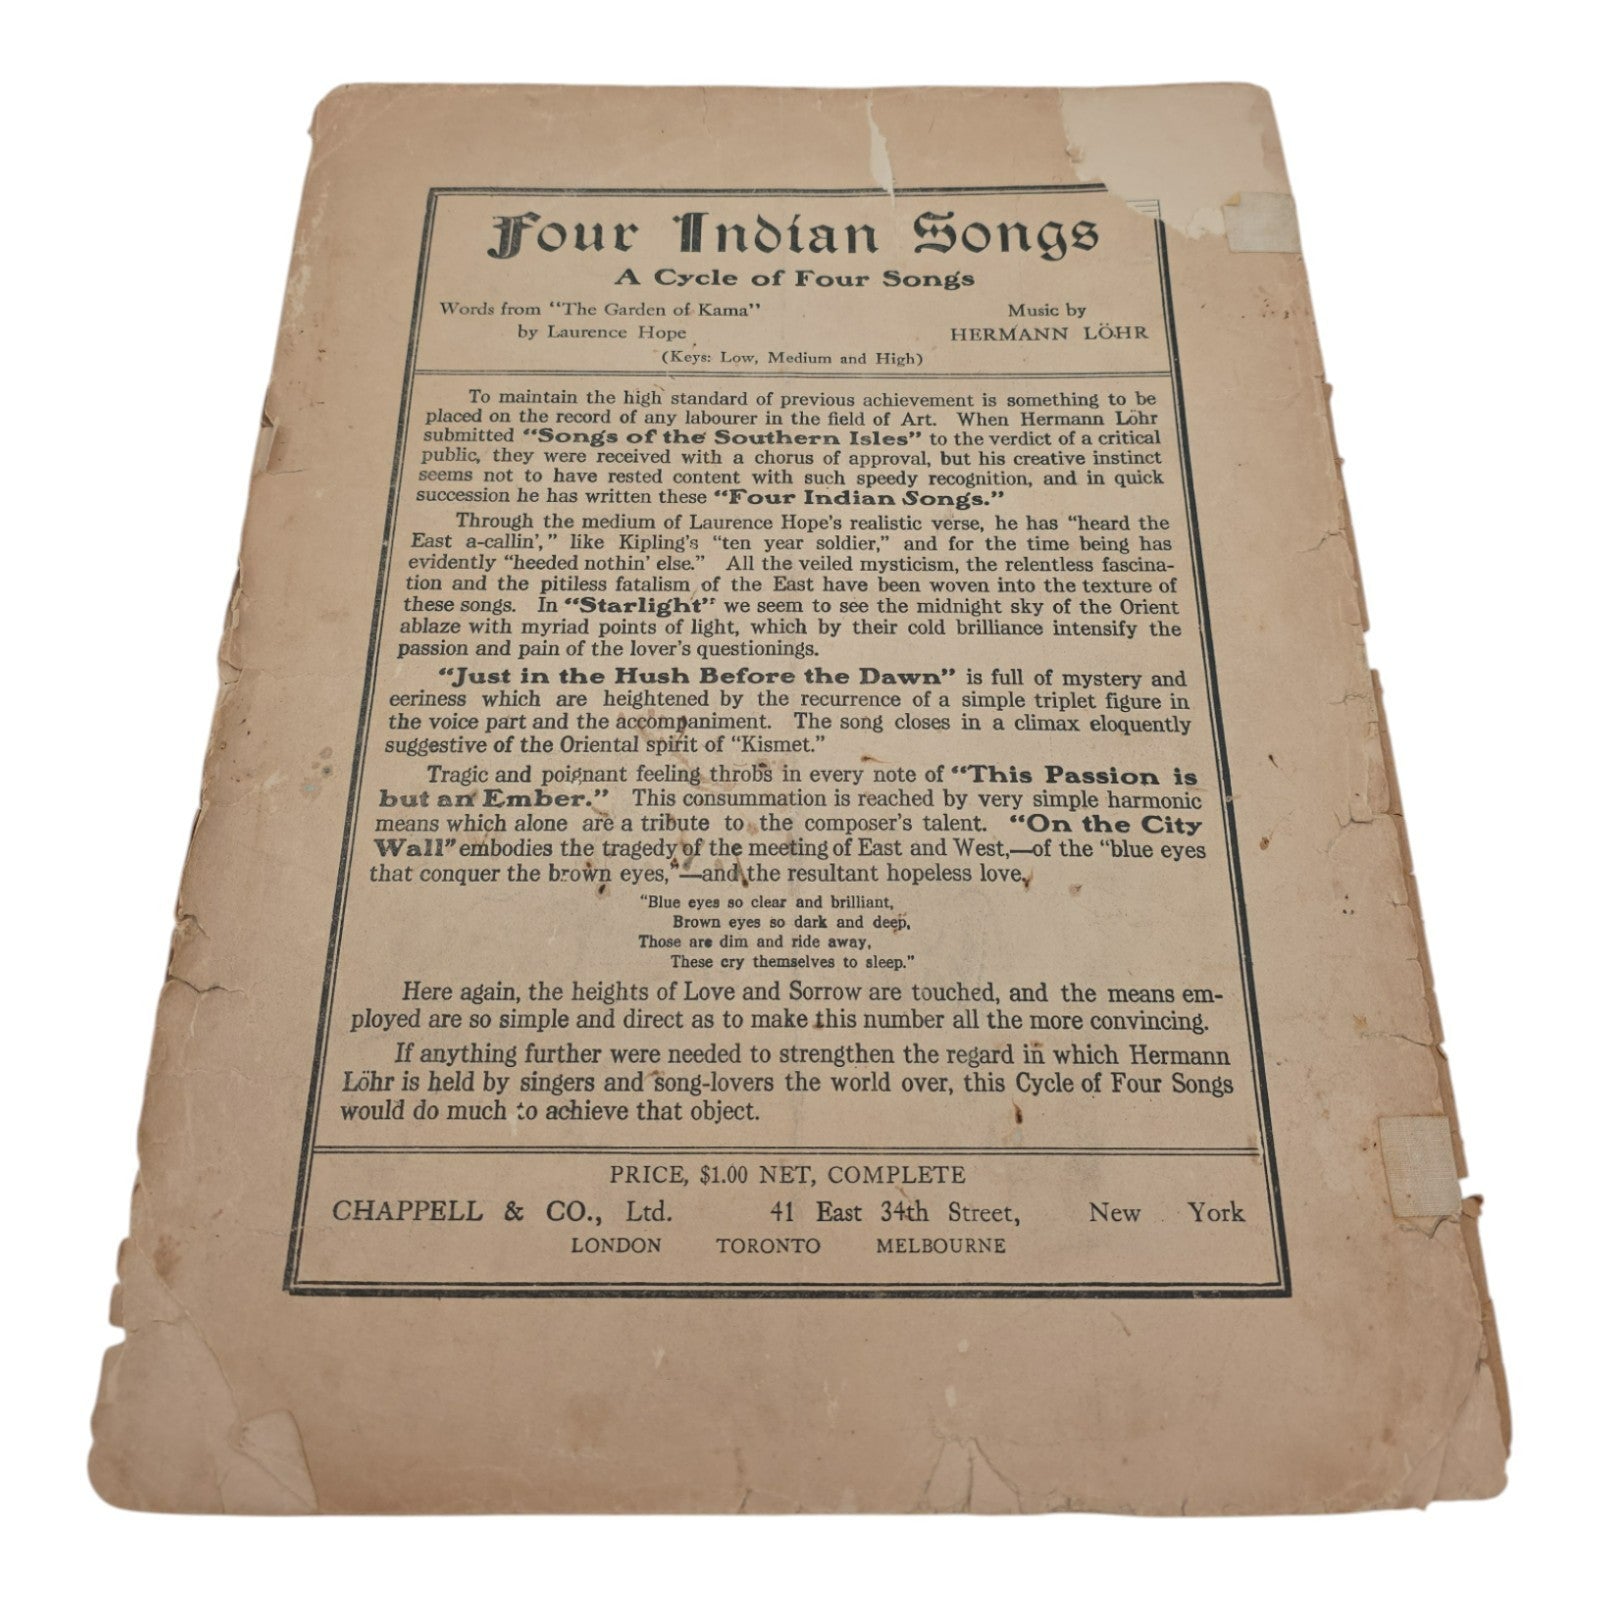 Four Indian Songs
A Cycle of Four Songs
Words from "The Garden of Kama"
by Laurence Hope
Music by
HERMANN LÖHR
(Keys: Low, Medium and High)
To maintain the high standard of previous achievement is something to be
placed on the record of any labourer in the field of Art. When Hermann Löhr
submitted "Songs of the Southern Isles" to the verdict of a critical
public, they were received with a chorus of approval, but his creative instinct
seems not to have rested content with such speedy recognition, and in quick
succession he has written these "Four Indian Songs."
Through the medium of Laurence Hope's realistic verse, he has "heard the
East a-callin'," like Kipling's "ten year soldier," and for the time being has
evidently "heeded nothin' else." All the veiled mysticism, the relentless fascina-
tion and the pitiless fatalism of the East have been woven into the texture of
these songs. In "Starlight" we seem to see the midnight sky of the Orient
ablaze with myriad points of light, which by their cold brilliance intensify the
passion and pain of the lover's questionings.
"Just in the Hush Before the Dawn" is full of mystery and
eeriness which are heightened by the recurrence of a simple triplet figure in
the voice part and the accompaniment. The song closes in a climax eloquently
suggestive of the Oriental spirit of "Kismet."
Tragic and poignant feeling throbs in every note of "This Passion is
but an Ember." This consummation is reached by very simple harmonic
means which alone are a tribute to the composer's talent. "On the City
Wall" embodies the tragedy of the meeting of East and West,—of the "blue eyes
that conquer the brown eyes,"—and the resultant hopeless love,
"Blue eyes so clear and brilliant,
Brown eyes so dark and deep,
Those are dim and ride away,
These cry themselves to sleep."
Here again, the heights of Love and Sorrow are touched, and the means em-
ployed are so simple and direct as to make this number all the more convincing.
If anything further were needed to strengthen the regard in which Hermann
Löhr is held by singers and song-lovers the world over, this Cycle of Four Songs
would do much to achieve that object.
PRICE, $1.00 NET, COMPLETE
CHAPPELL & CO., Ltd. 41 East 34th Street, New York
LONDON TORONTO MELBOURNE